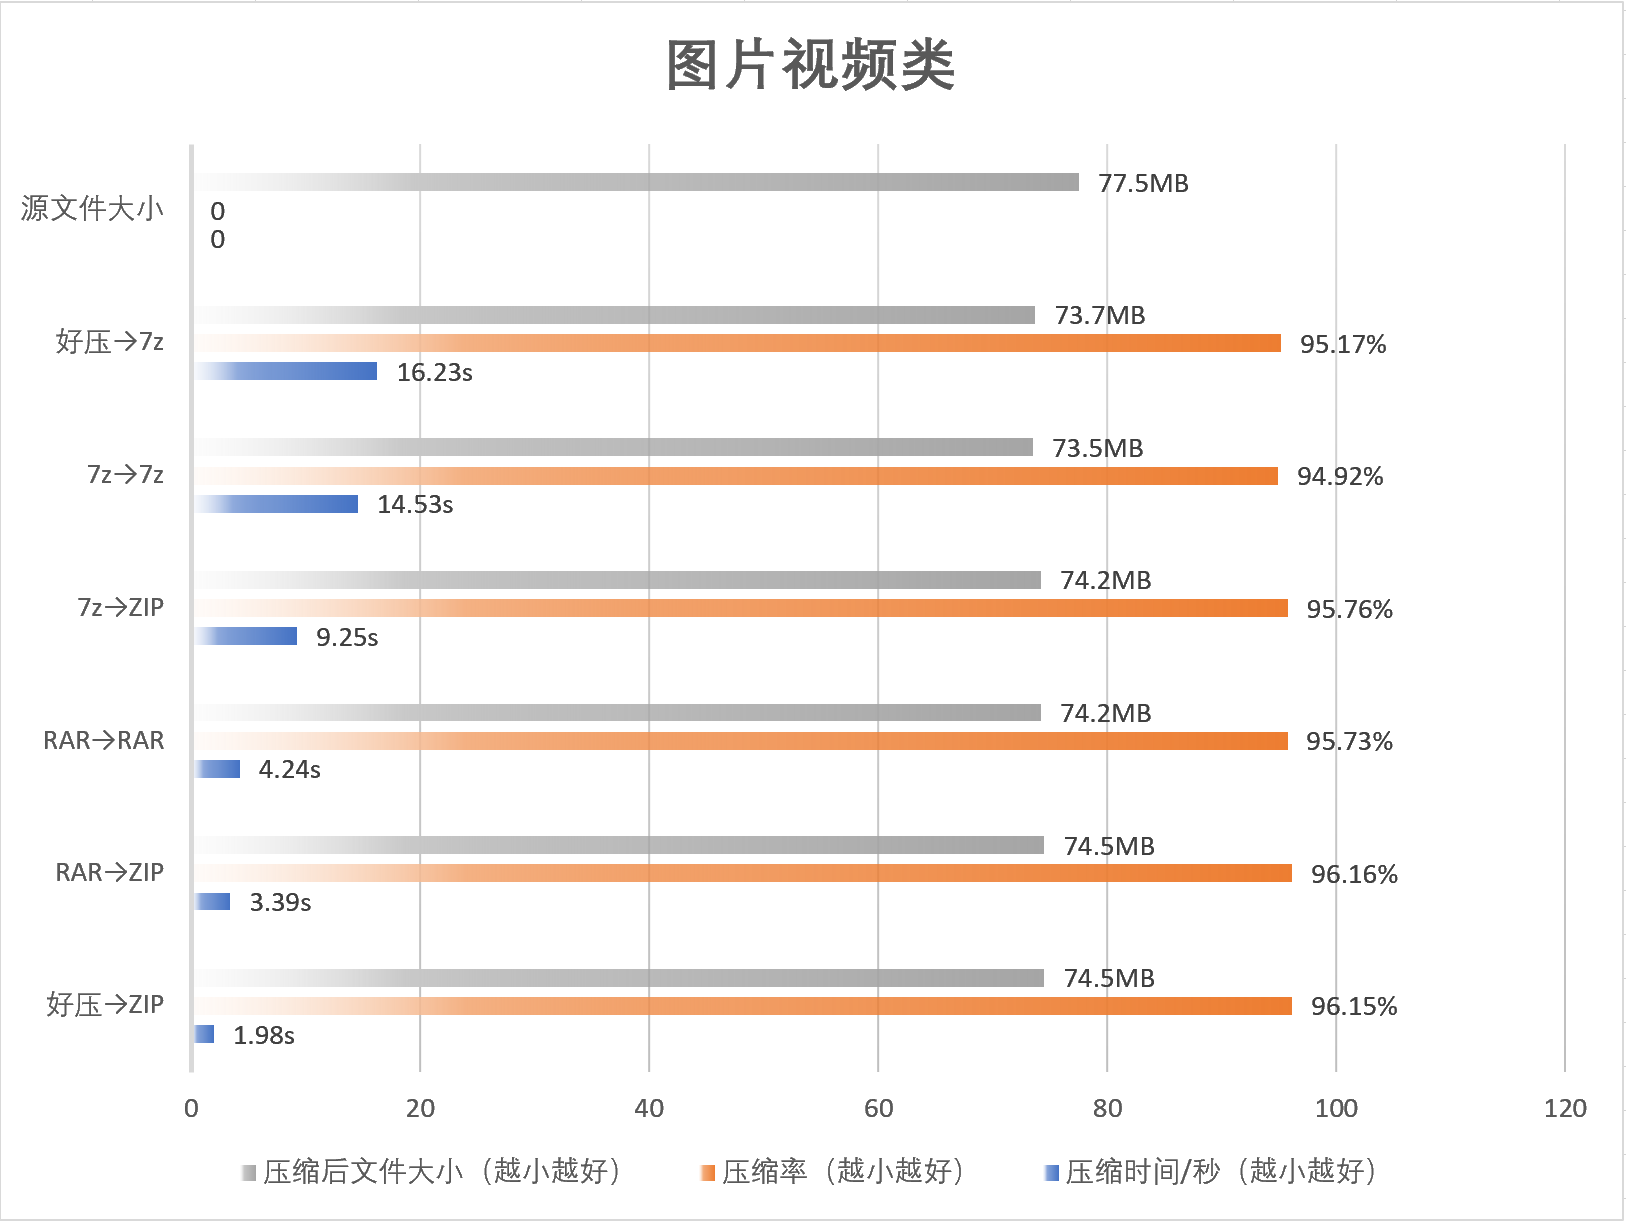 图片视频类
源文件大小
77.5MB
0
0
好压→7z
73.7MB
95.17%
16.23s
7z→7z
73.5MB
94.92%
14.53s
7z→ZIP
74.2MB
95.76%
9.25s
RAR→RAR
74.2MB
95.73%
4.24s
RAR→ZIP
74.5MB
96.16%
3.39s
好压→ZIP
74.5MB
96.15%
1.98s
0 20 40 60 80 100 120
压缩后文件大小（越小越好） 压缩率（越小越好） 压缩时间/秒（越小越好）